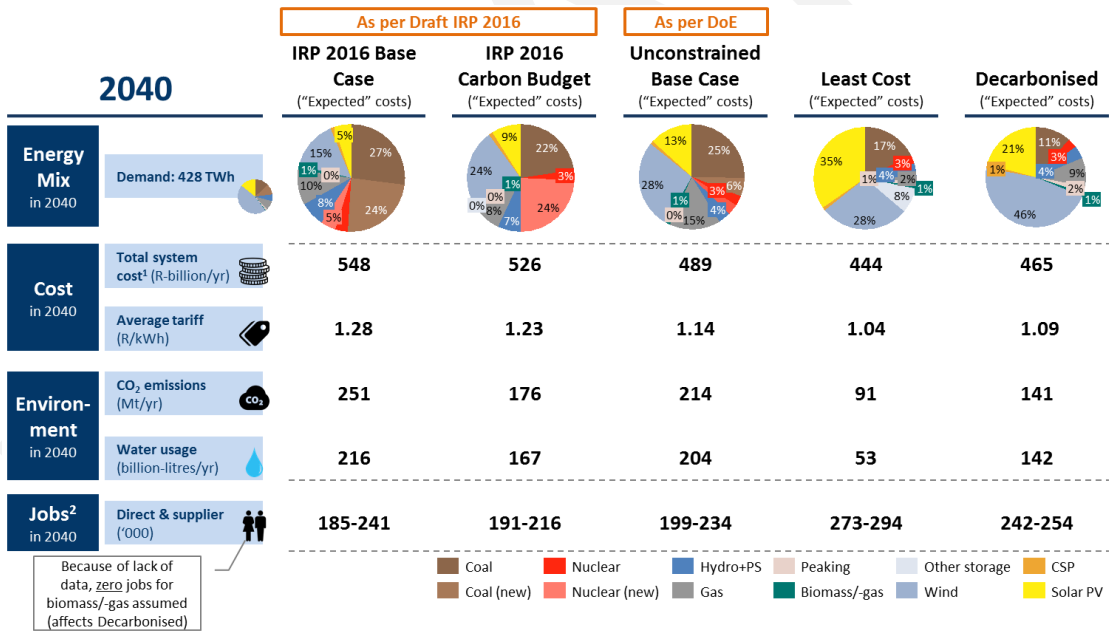 As per Draft IRP 2016
As per DoE
2040
IRP 2016 Base
Case
("Expected" costs)
IRP 2016
Carbon Budget
("Expected" costs)
Unconstrained
Base Case
("Expected" costs)
Least Cost
("Expected" costs)
Decarbonised
("Expected" costs)
Energy
Mix
in 2040
Demand: 428 TWh
5%
27%
24%
5%
8%
10%
1%
0%
15%
9%
22%
3%
24%
7%
8%
0%
0%
1%
24%
13%
25%
6%
3%
4%
15%
0%
1%
28%
17%
3%
4%
2%
1%
1%
8%
28%
35%
11%
3%
4%
9%
2%
1%
46%
1%
21%
Cost
in 2040
Total system
cost¹ (R-billion/yr)
548 526 489 444 465
Average tariff
(R/kWh)
1.28 1.23 1.14 1.04 1.09
Environ-
ment
in 2040
CO₂ emissions
(Mt/yr)
CO₂
251 176 214 91 141
Water usage
(billion-litres/yr)
216 167 204 53 142
Jobs²
in 2040
Direct & supplier
('000)
185-241 191-216 199-234 273-294 242-254
Because of lack of
data, zero jobs for
biomass/-gas assumed
(affects Decarbonised)
Coal Nuclear Hydro+PS Peaking Other storage CSP
Coal (new) Nuclear (new) Gas Biomass/-gas Wind Solar PV